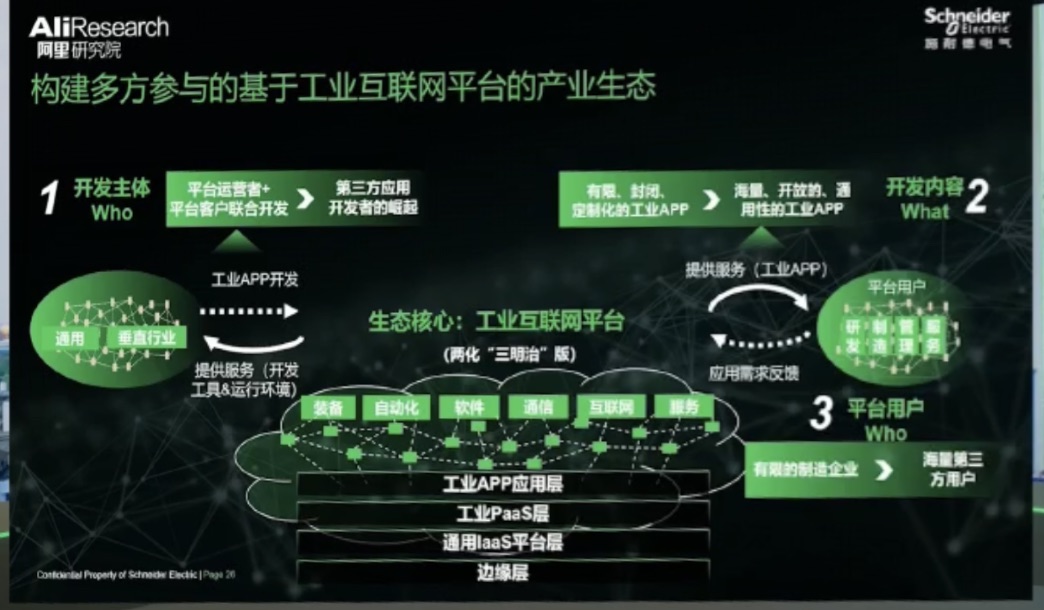 AliResearch
阿里研究院
Schneider
Electric
施耐德电气
构建多方参与的基于工业互联网平台的产业生态
1
开发主体
Who
平台运营者+
平台客户联合开发
第三方应用
开发者的崛起
有限、封闭、
定制化的工业APP
海量、开放的、通
用性的工业APP
开发内容
What
2
工业APP开发
通用
垂直行业
提供服务（开发
工具&运行环境）
生态核心：工业互联网平台
（两化“三明治”版）
提供服务（工业APP）
平台用户
研发
制造
管理
服务
应用需求反馈
装备
自动化
软件
通信
互联网
服务
3
平台用户
Who
有限的制造企业
海量第三
方用户
工业APP应用层
工业PaaS层
通用IaaS平台层
边缘层
Confidential Property of Schneider Electric | Page 26